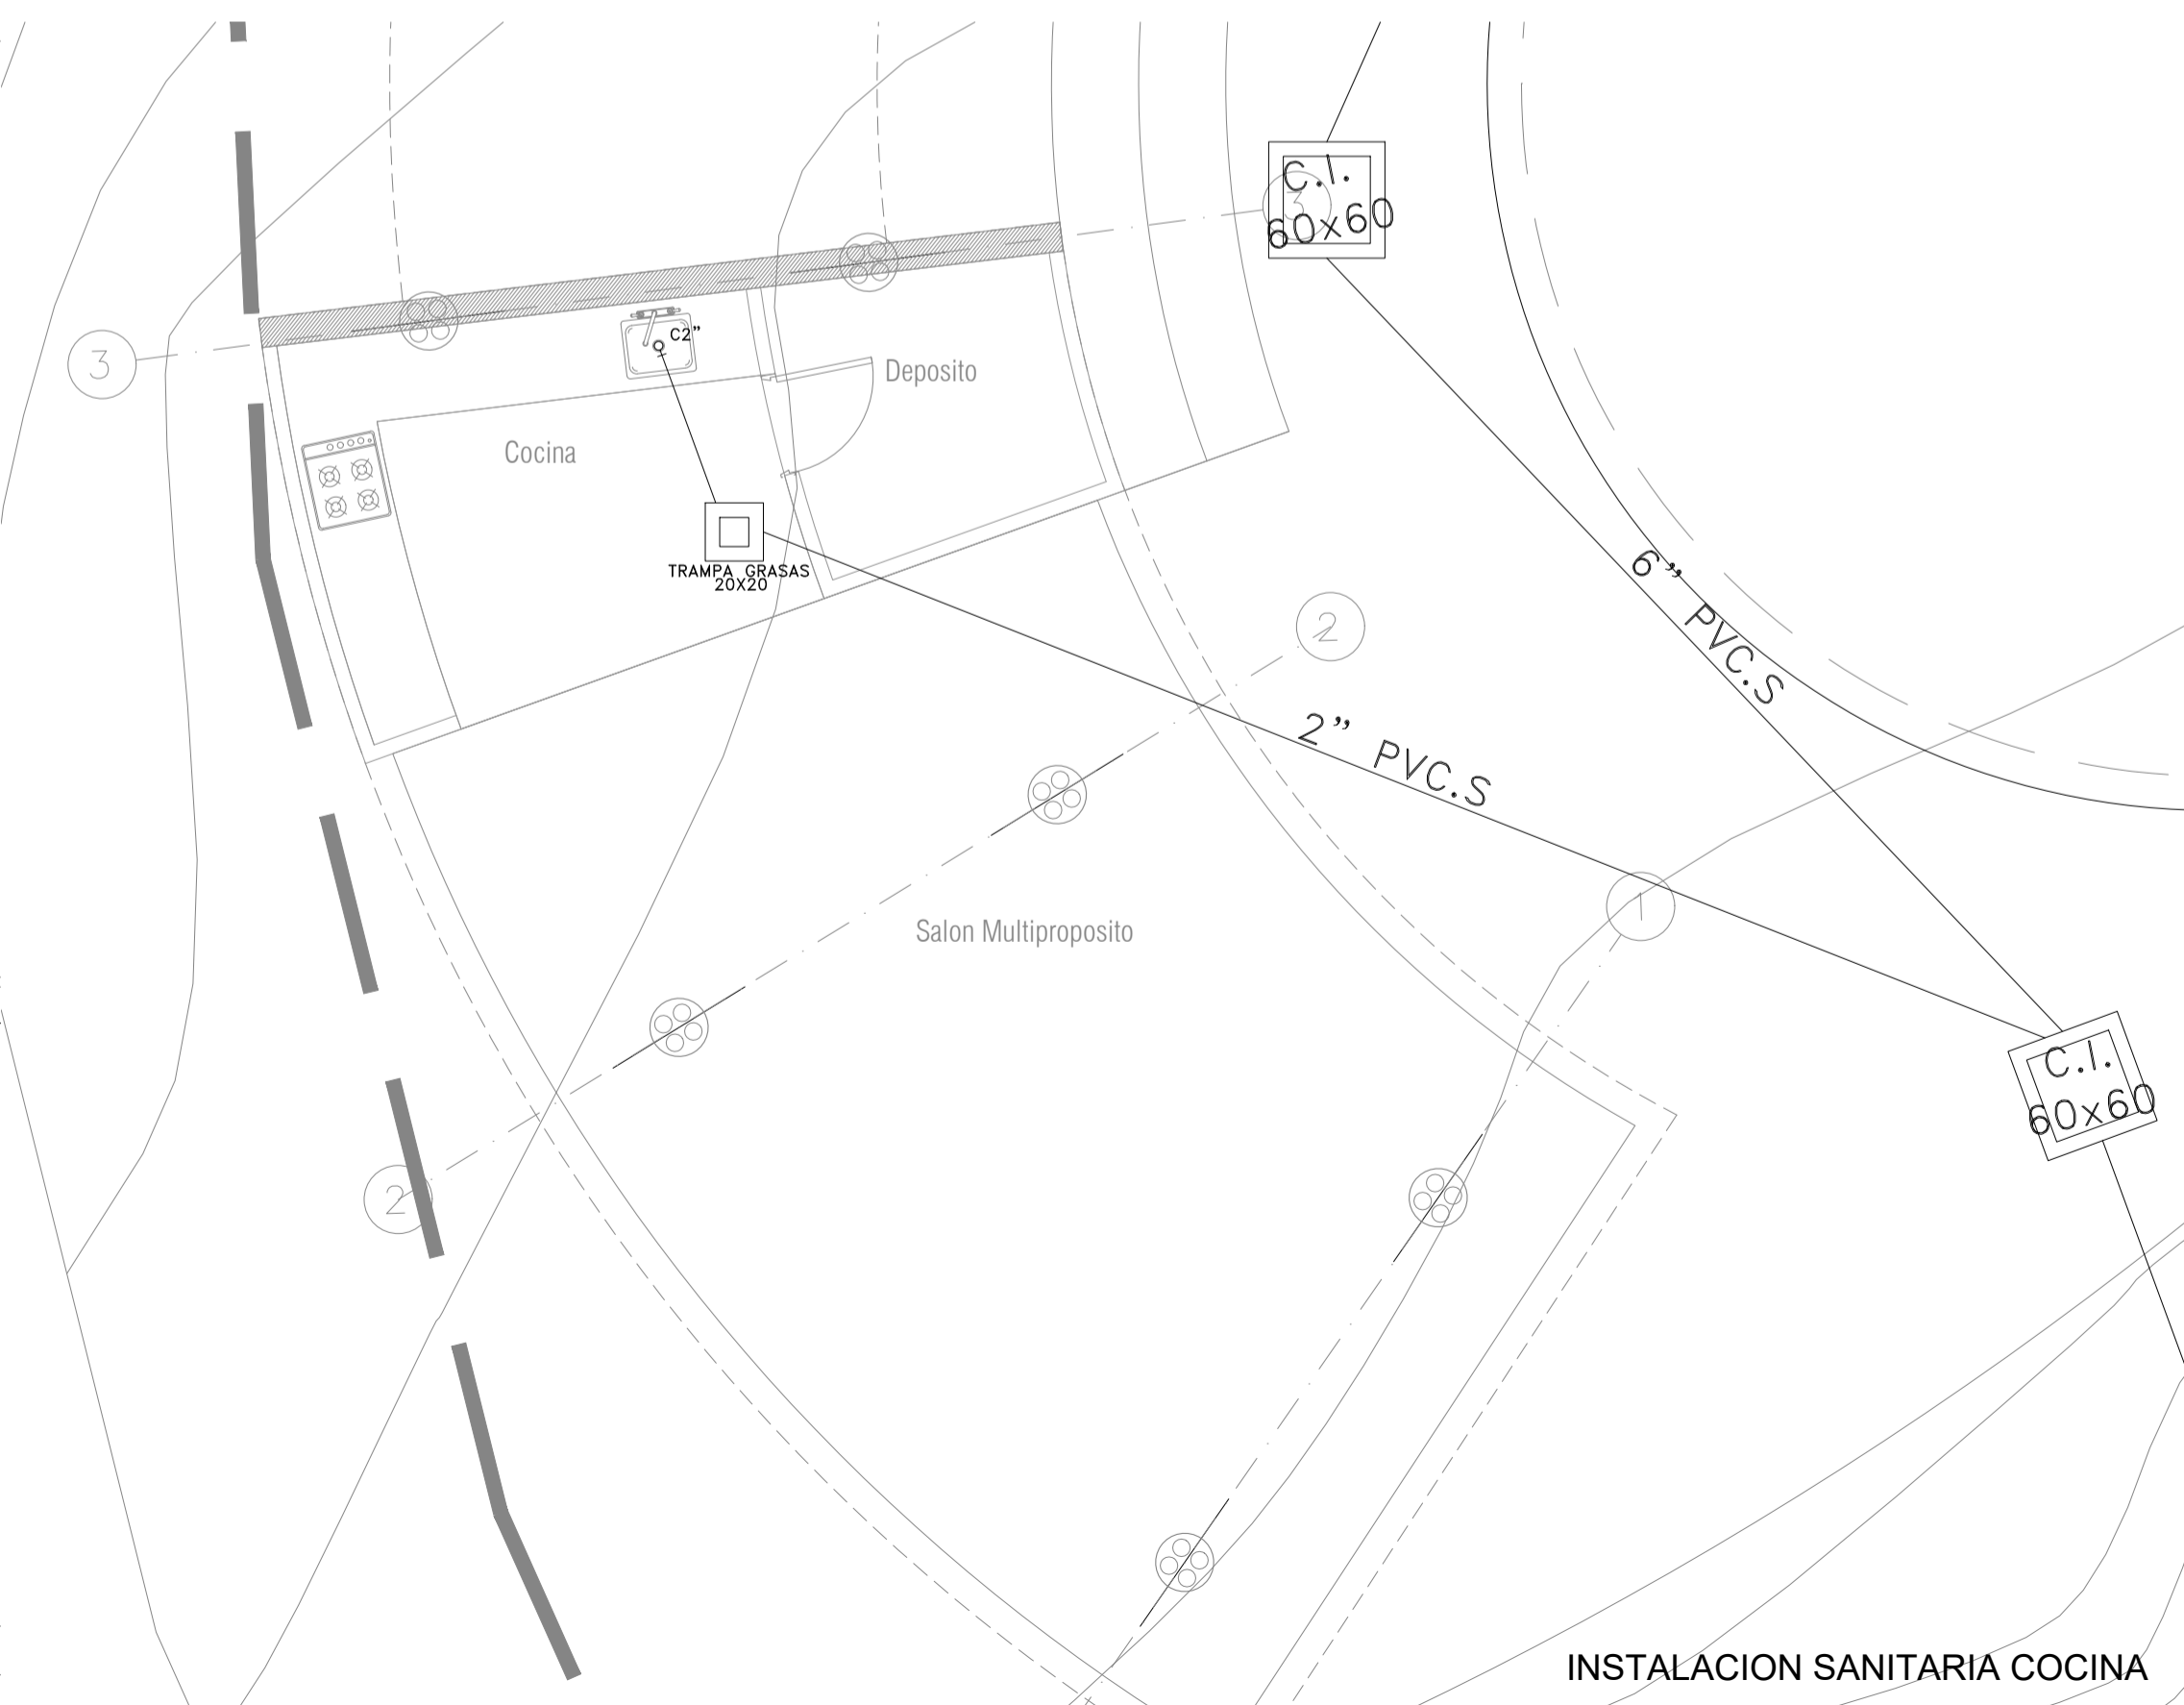 C.I.
3
60x60
C2”
3
Deposito
Cocina
6” PVC.S
TRAMPA GRASAS
20X20
2
2” PVC.S
1
Salon Multiproposito
C.I.
60x60
2
INSTALACION SANITARIA COCINA